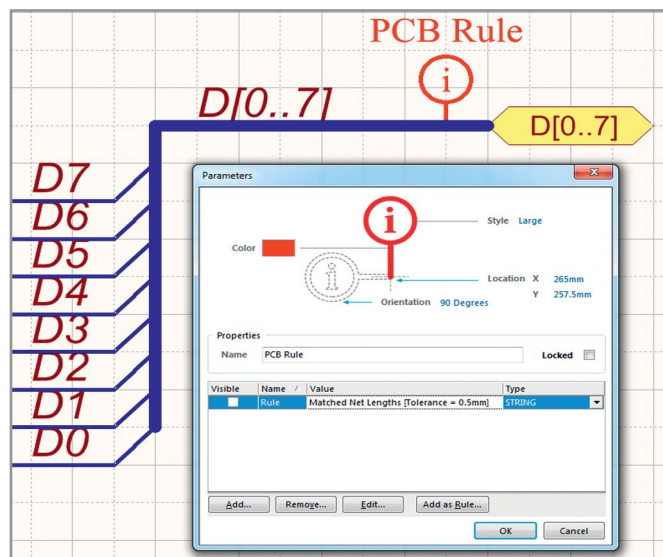 PCB Rule
i
D[0..7]
D[0..7]
D7
D6
D5
D4
D3
D2
D1
D0
Parameters
i
Style Large
Color
i
Location X 265mm
Y 257.5mm
Orientation 90 Degrees
Properties
Name PCB Rule Locked
Visible Name Value Type
Rule Matched Net Lengths [Tolerance = 0.5mm] STRING
Add... Remove... Edit... Add as Rule...
OK Cancel